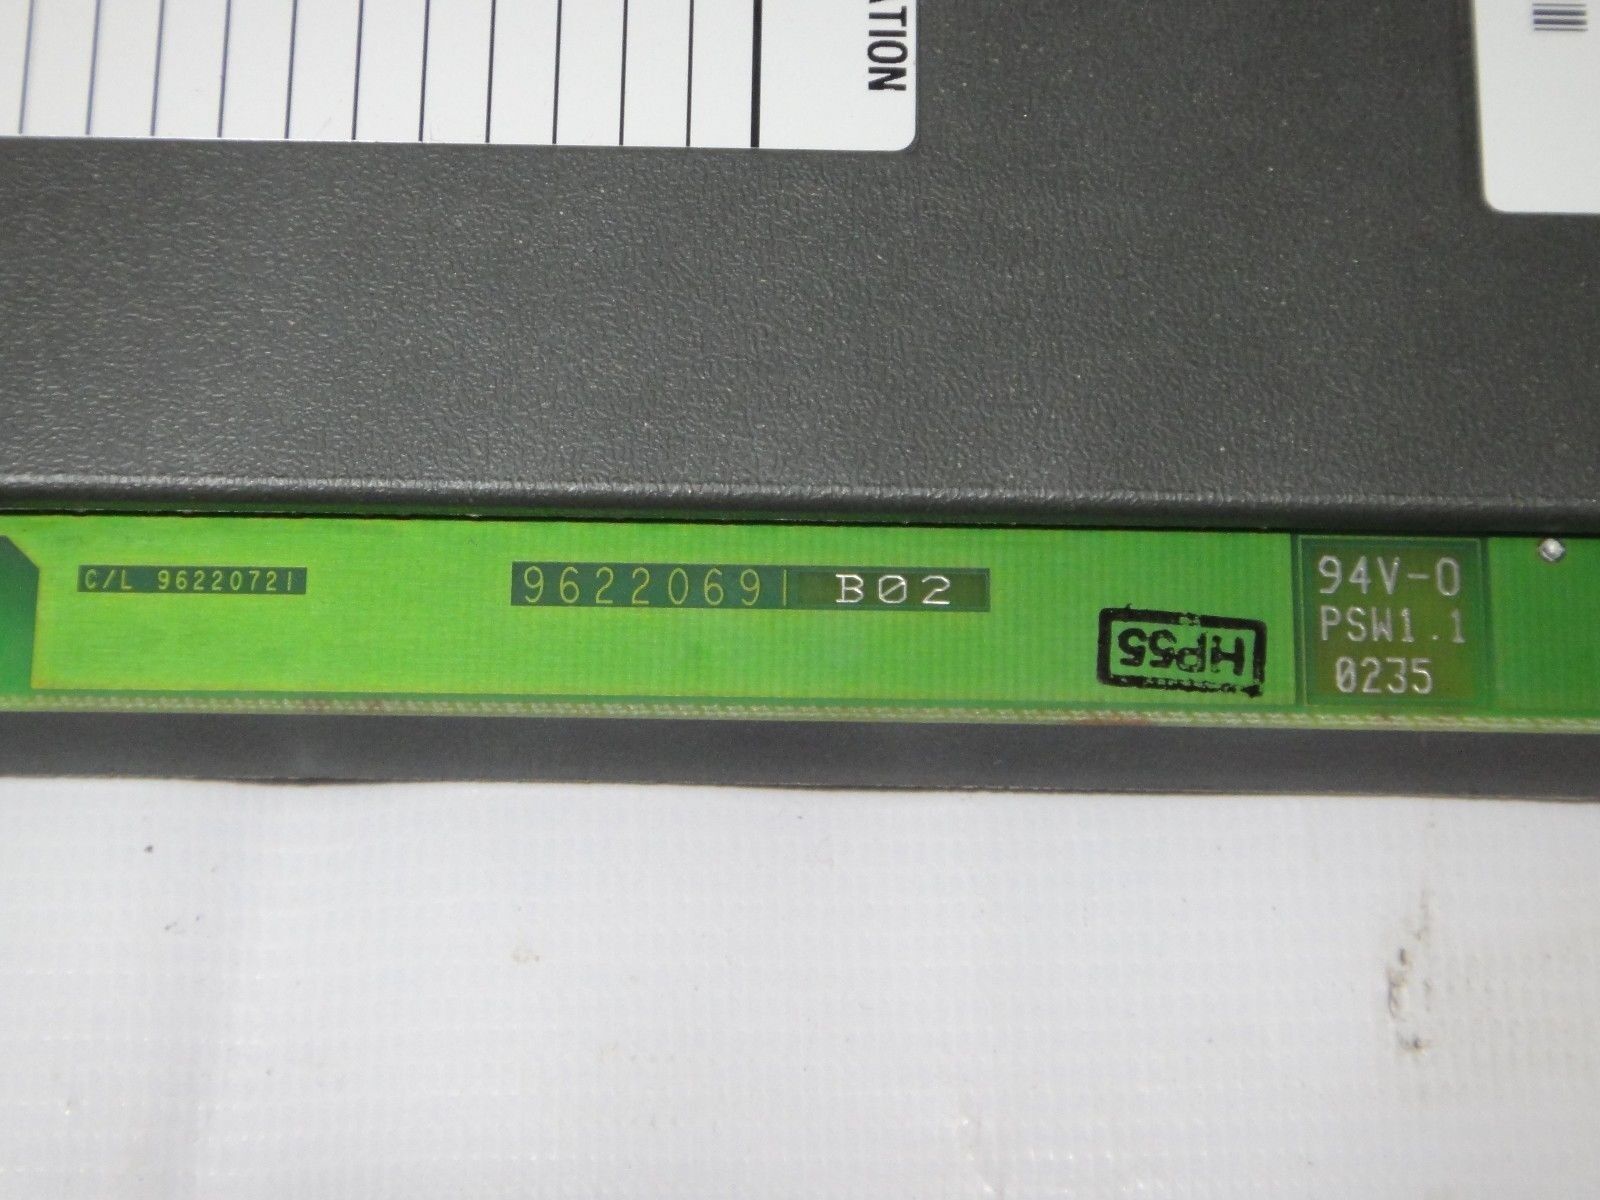 ATION
C/L 96220721
96220691 B02
HP55
94V-0
PSW1.1
0235